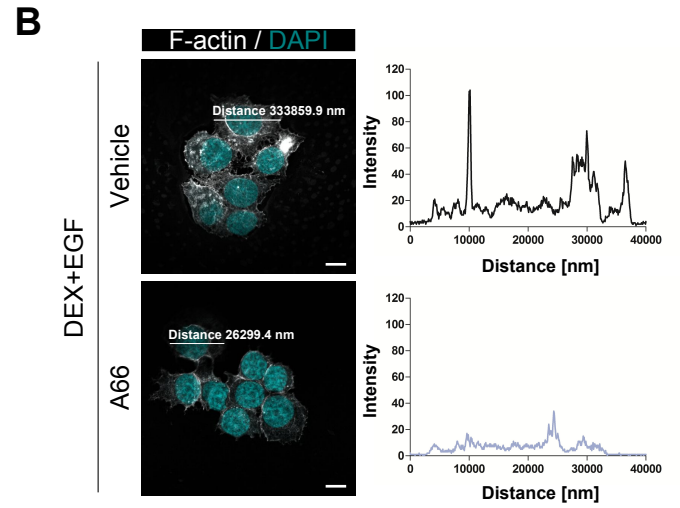 B
F-actin / DAPI
DEX+EGF
Vehicle
Distance 333859.9 nm
Intensity
120
100
80
60
40
20
0
0 10000 20000 30000 40000
Distance [nm]
A66
Distance 26299.4 nm
Intensity
120
100
80
60
40
20
0
0 10000 20000 30000 40000
Distance [nm]